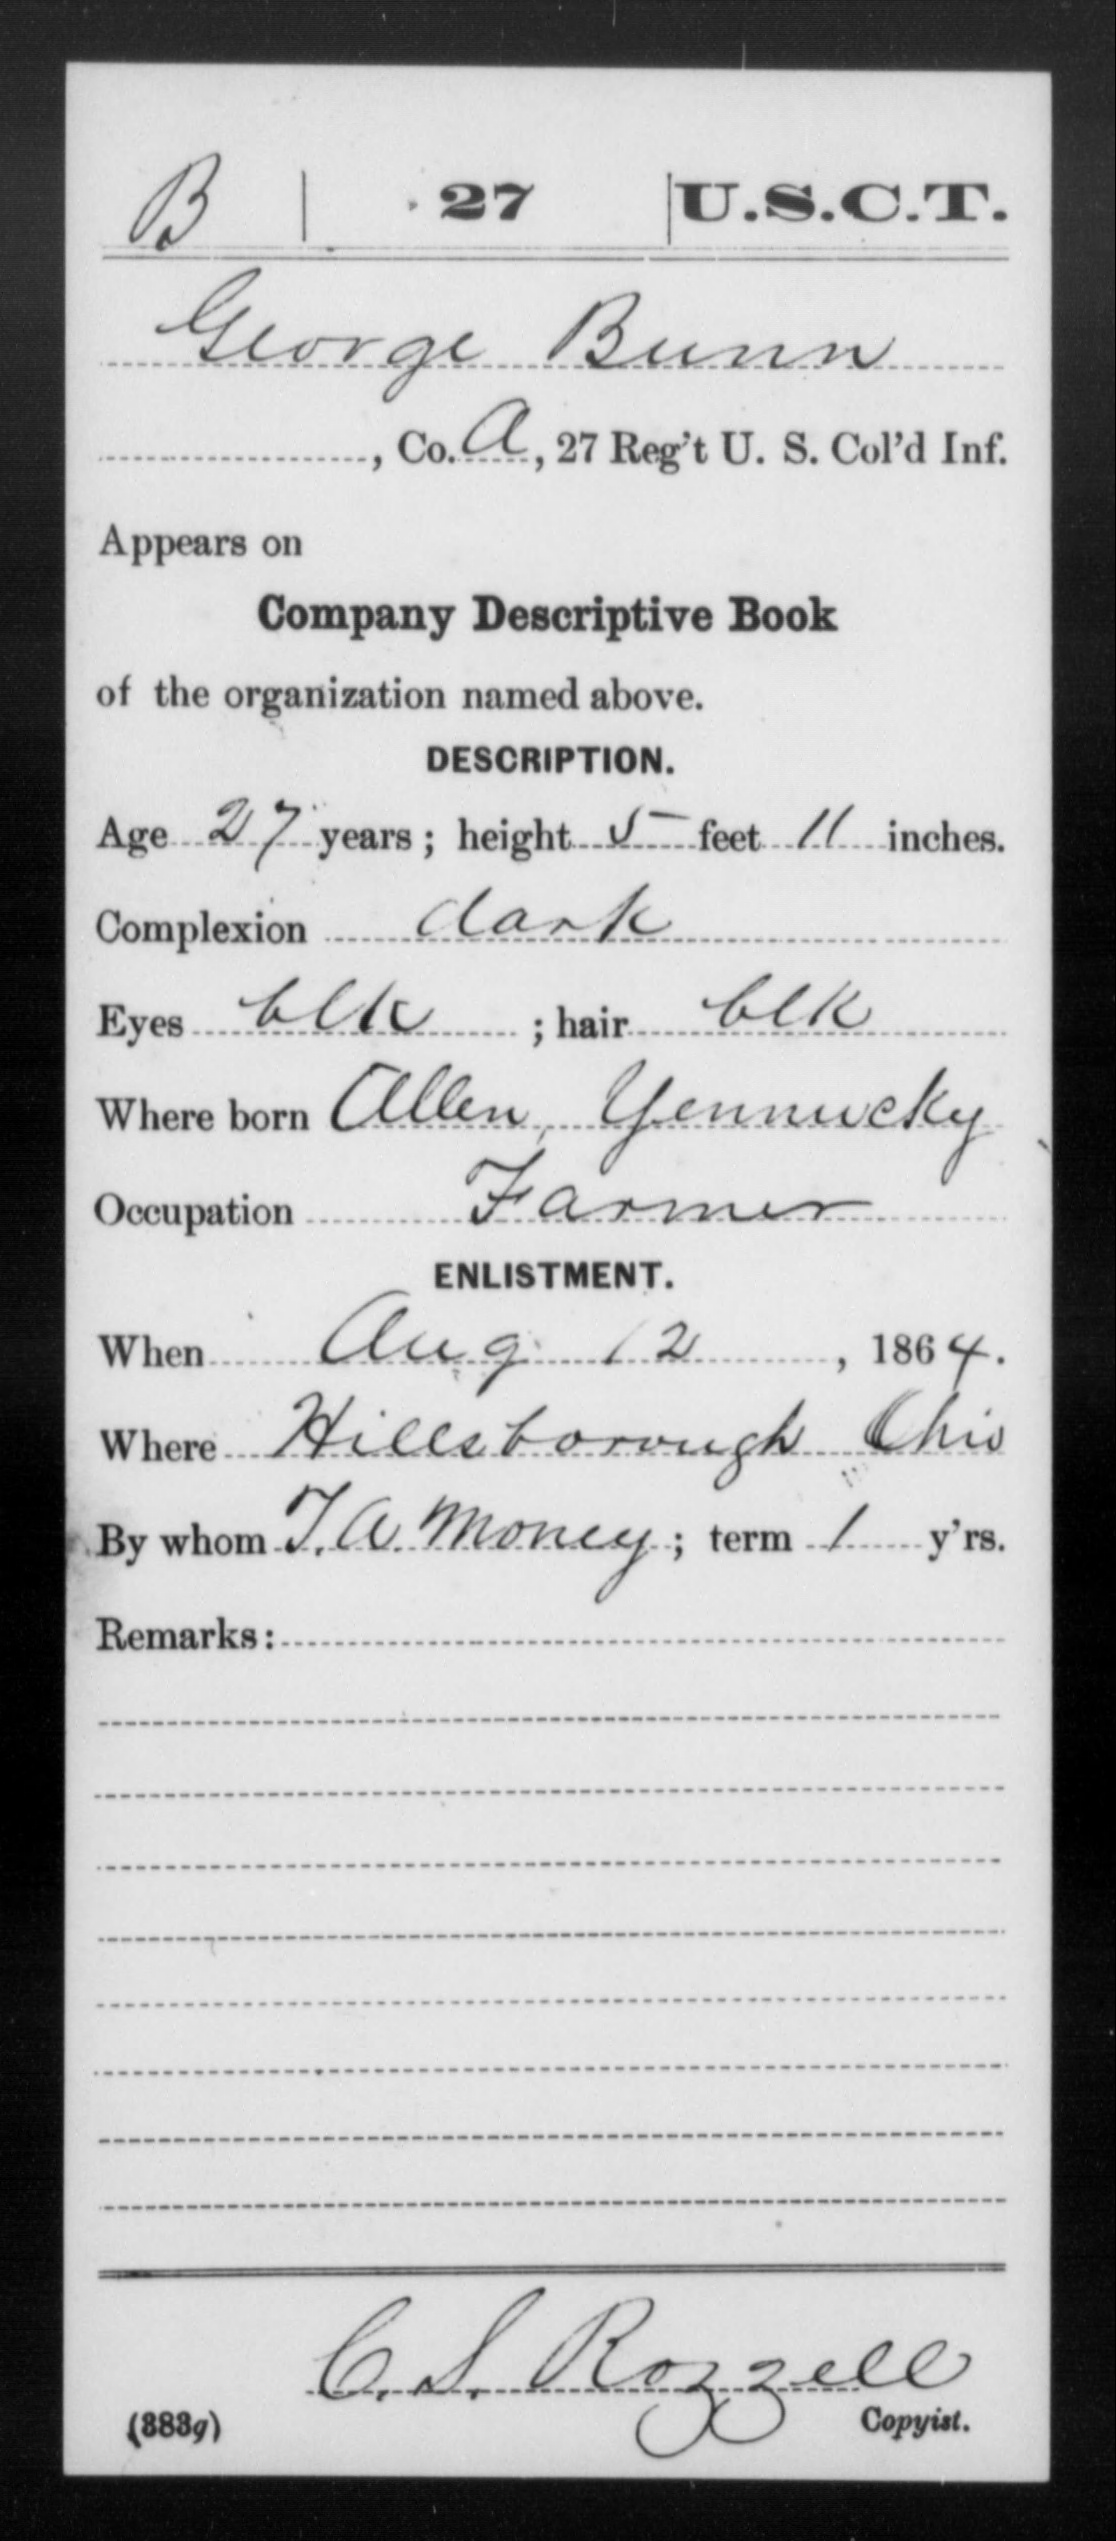 B 27 U.S.C.T.
George Bunn
, Co. A, 27 Reg't U. S. Col'd Inf.
Appears on
Company Descriptive Book
of the organization named above.
DESCRIPTION.
Age 27 years; height 5 feet 11 inches.
Complexion dark
Eyes blk ; hair blk
Where born Allen, Yennucky
Occupation Farmer
ENLISTMENT.
When Aug 12, 1864.
Where Hillsborough Ohio
By whom T. A. Money; term 1 y'rs.
Remarks:
C. S. Rozzell
(383g) Copyist.